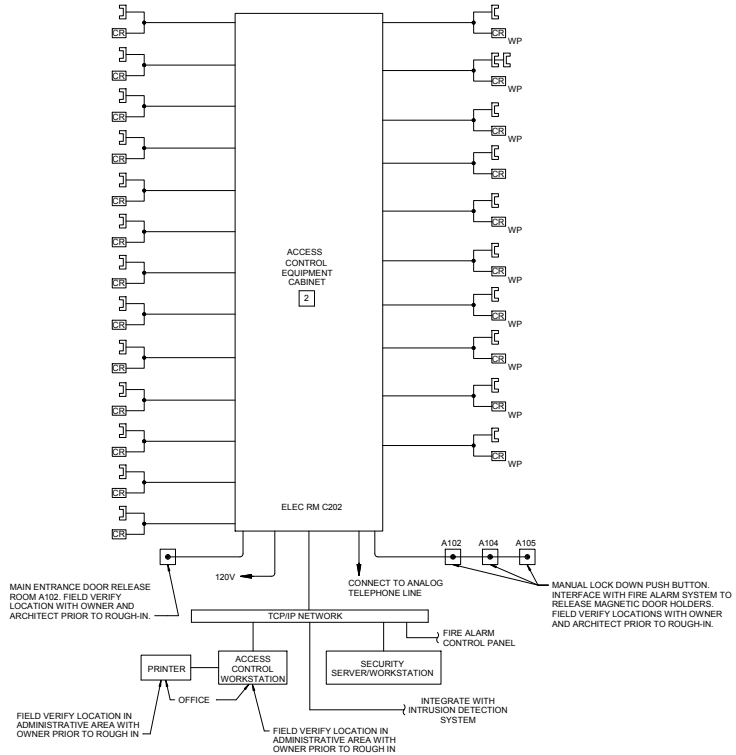 CR
CR
CR
CR
CR
CR
CR
CR
CR
CR
CR
CR
CR
ACCESS
CONTROL
EQUIPMENT
CABINET
2
ELEC RM C202
CR WP
CR WP
CR WP
CR
CR WP
CR WP
CR WP
CR WP
CR WP
CR WP
MAIN ENTRANCE DOOR RELEASE
ROOM A102. FIELD VERIFY
LOCATION WITH OWNER AND
ARCHITECT PRIOR TO ROUGH-IN.
120V
CONNECT TO ANALOG
TELEPHONE LINE
A102 A104 A105
MANUAL LOCK DOWN PUSH BUTTON.
INTERFACE WITH FIRE ALARM SYSTEM TO
RELEASE MAGNETIC DOOR HOLDERS.
FIELD VERIFY LOCATIONS WITH OWNER
AND ARCHITECT PRIOR TO ROUGH-IN.
TCP/IP NETWORK
FIRE ALARM
CONTROL PANEL
PRINTER
ACCESS
CONTROL
WORKSTATION
SECURITY
SERVER/WORKSTATION
OFFICE
INTEGRATE WITH
INTRUSION DETECTION
SYSTEM
FIELD VERIFY LOCATION IN
ADMINISTRATIVE AREA WITH
OWNER PRIOR TO ROUGH IN
FIELD VERIFY LOCATION IN
ADMINISTRATIVE AREA WITH
OWNER PRIOR TO ROUGH IN